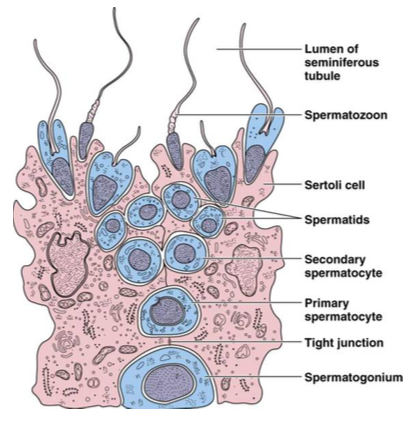 Lumen of
seminiferous
tubule
Spermatozoon
Sertoli cell
Spermatids
Secondary
spermatocyte
Primary
spermatocyte
Tight junction
Spermatogonium